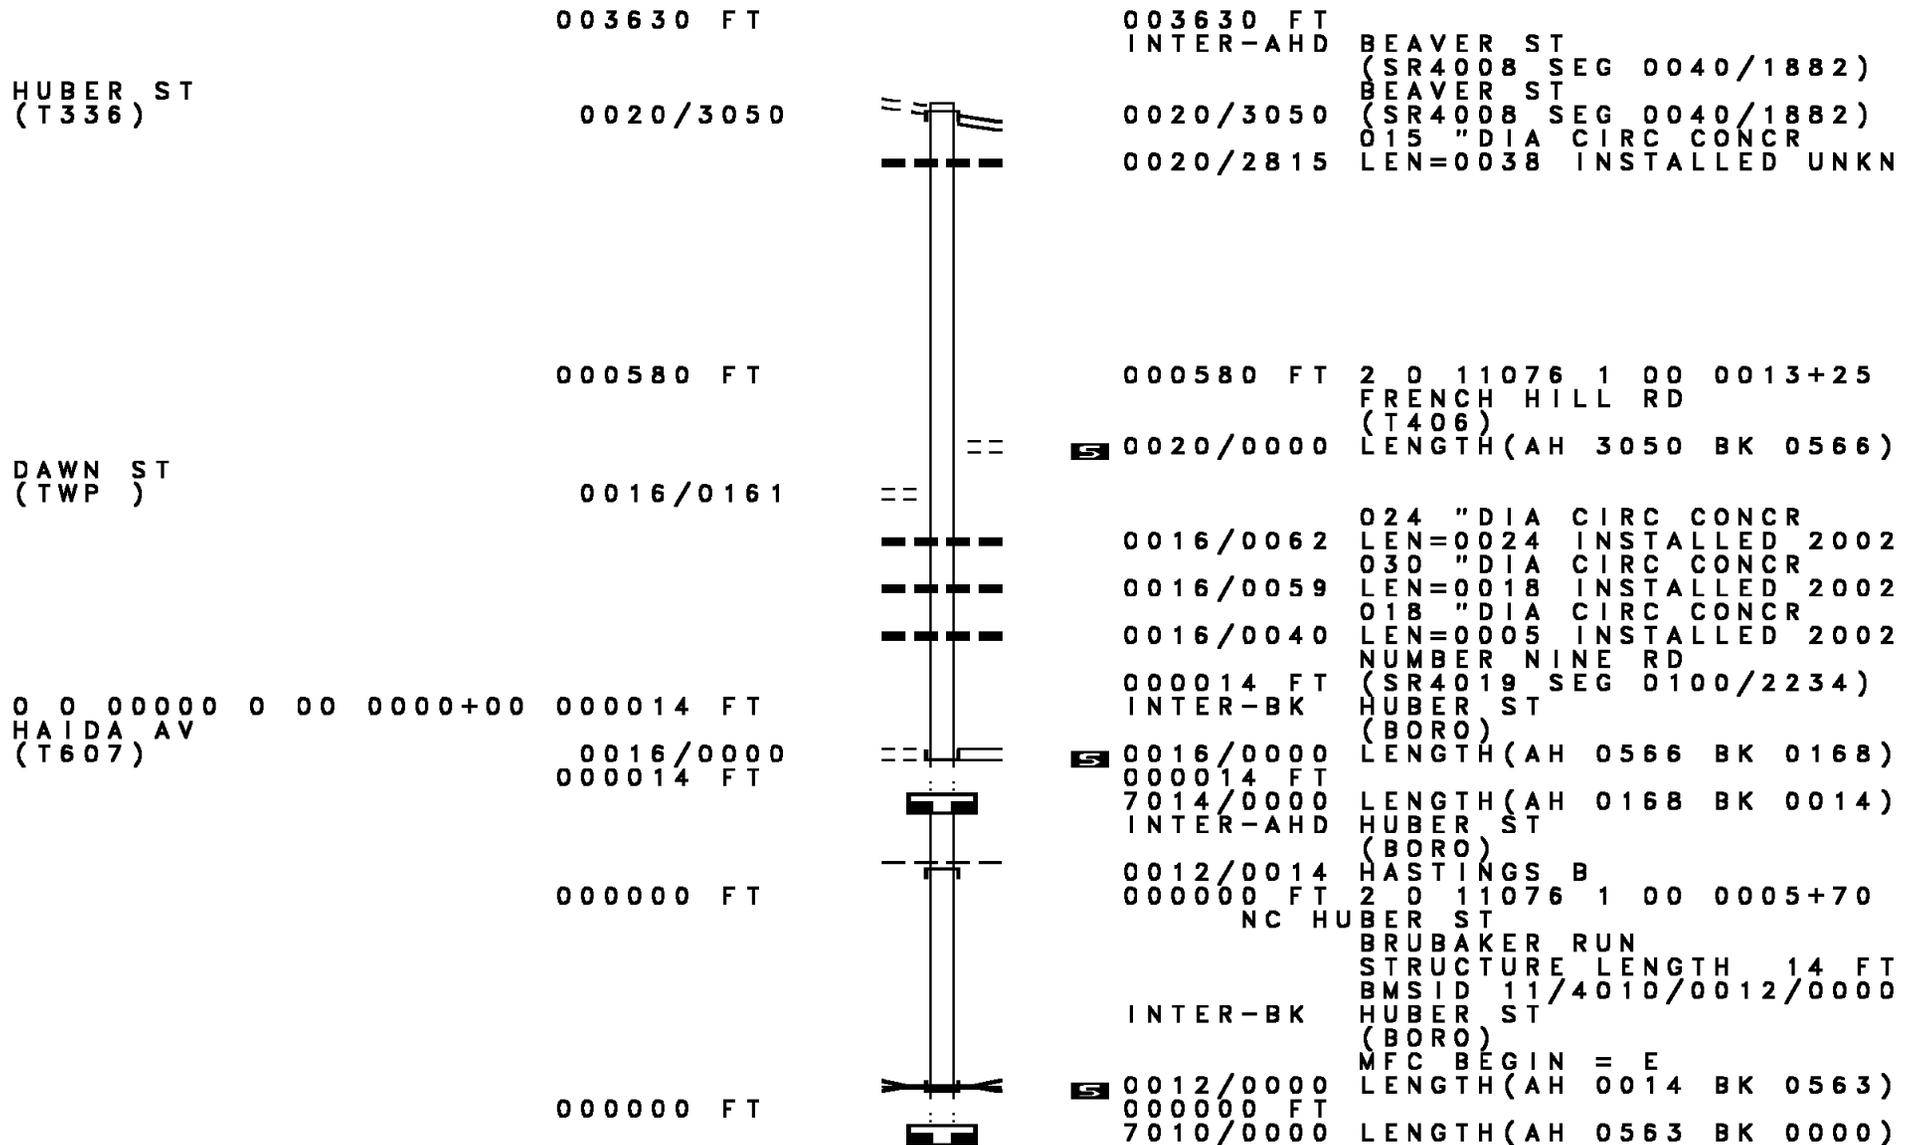 003630 FT 003630 FT
INTER-AHD BEAVER ST
(SR4008 SEG 0040/1882)
HUBER ST BEAVER ST
(T336) 0020/3050 0020/3050 (SR4008 SEG 0040/1882)
015 "DIA CIRC CONCR
0020/2815 LEN=0038 INSTALLED UNKN
000580 FT 000580 FT 2 0 11076 1 00 0013+25
FRENCH HILL RD
(T406)
S 0020/0000 LENGTH(AH 3050 BK 0566)
DAWN ST
(TWP ) 0016/0161
024 "DIA CIRC CONCR
0016/0062 LEN=0024 INSTALLED 2002
030 "DIA CIRC CONCR
0016/0059 LEN=0018 INSTALLED 2002
018 "DIA CIRC CONCR
0016/0040 LEN=0005 INSTALLED 2002
NUMBER NINE RD
000014 FT (SR4019 SEG 0100/2234)
0 0 00000 0 00 0000+00 000014 FT INTER-BK HUBER ST
HAIDA AV (BORO)
(T607) 0016/0000 S 0016/0000 LENGTH(AH 0566 BK 0168)
000014 FT 000014 FT
7014/0000 LENGTH(AH 0168 BK 0014)
INTER-AHD HUBER ST
(BORO)
0012/0014 HASTINGS B
000000 FT 000000 FT 2 0 11076 1 00 0005+70
NC HUBER ST
BRUBAKER RUN
STRUCTURE LENGTH 14 FT
BMSID 11/4010/0012/0000
INTER-BK HUBER ST
(BORO)
MFC BEGIN = E
S 0012/0000 LENGTH(AH 0014 BK 0563)
000000 FT 000000 FT
7010/0000 LENGTH(AH 0563 BK 0000)